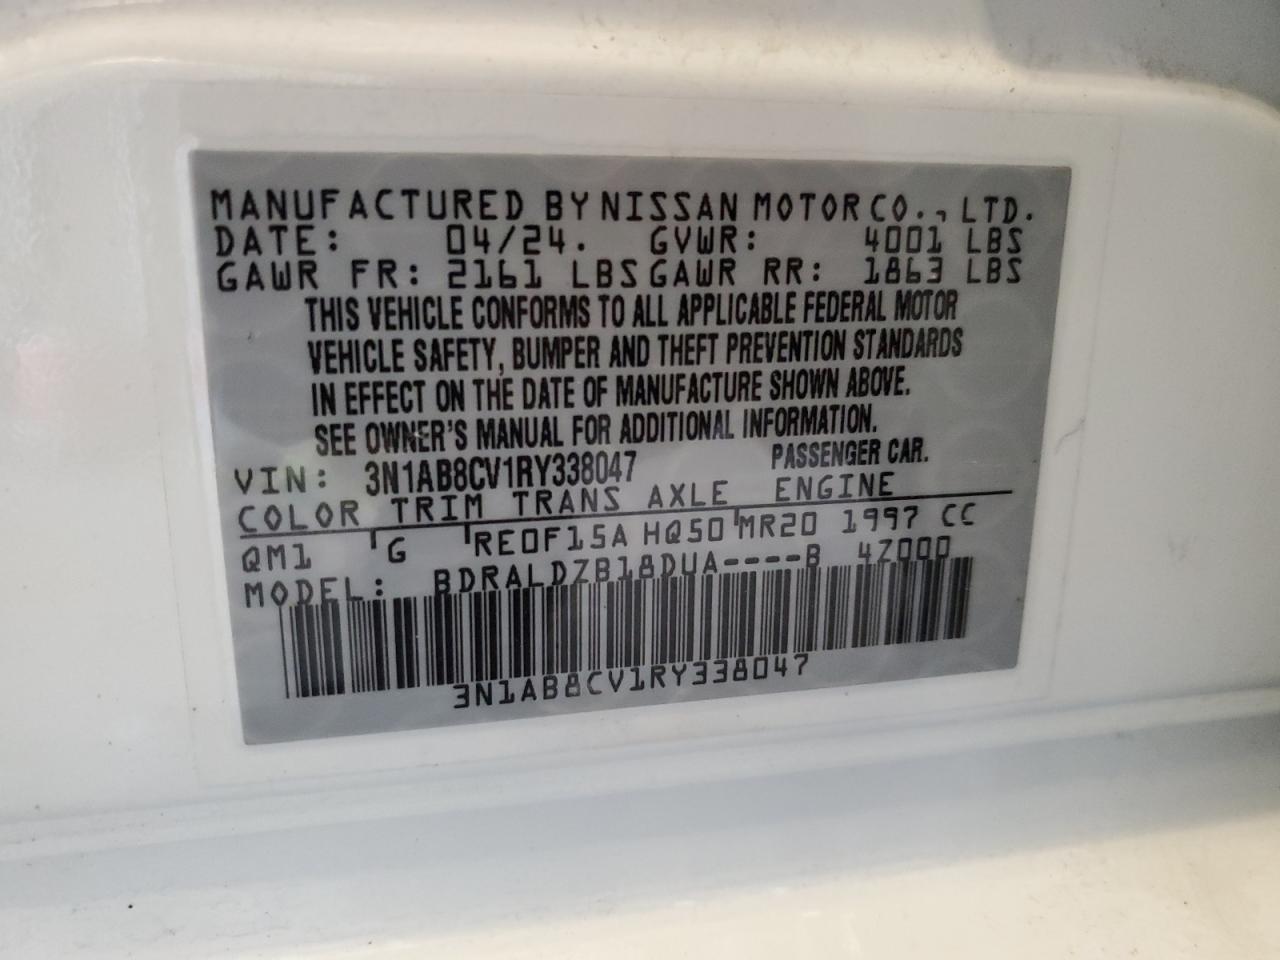 MANUFACTURED BY NISSAN MOTOR CO., LTD.
DATE: 04/24. GVWR: 4001 LBS
GAWR FR: 2161 LBS GAWR RR: 1863 LBS
THIS VEHICLE CONFORMS TO ALL APPLICABLE FEDERAL MOTOR
VEHICLE SAFETY, BUMPER AND THEFT PREVENTION STANDARDS
IN EFFECT ON THE DATE OF MANUFACTURE SHOWN ABOVE.
SEE OWNER'S MANUAL FOR ADDITIONAL INFORMATION.
VIN: 3N1AB8CV1RY338047 PASSENGER CAR.
COLOR TRIM TRANS AXLE ENGINE
QM1 G RE0F15A HQ50 MR20 1997 CC
MODEL: BDRALDZB18DUA----B 4Z000
3N1AB8CV1RY338047